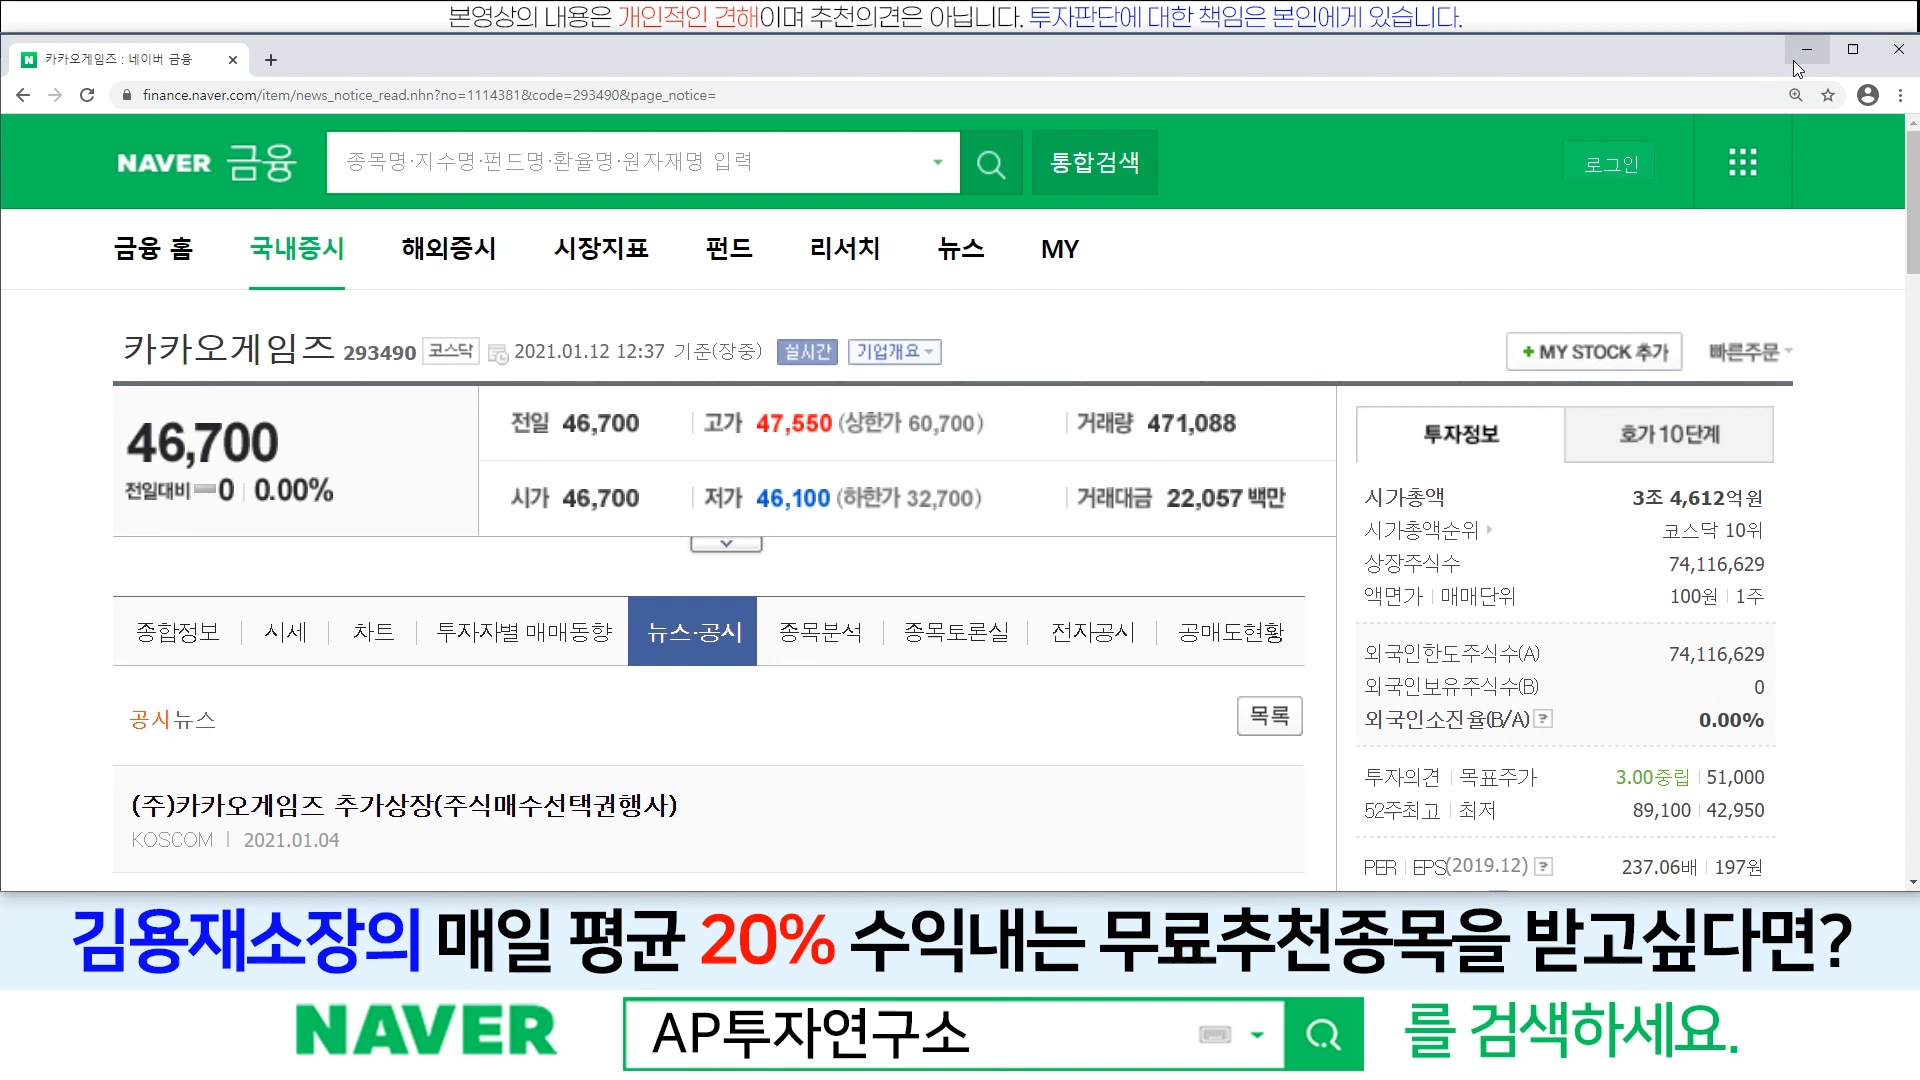 본영상의 내용은 개인적인 견해이며 추천의견은 아닙니다. 투자판단에 대한 책임은 본인에게 있습니다.
카카오게임즈 : 네이버 금융
finance.naver.com/item/news_notice_read.nhn?no=1114381&code=293490&page_notice=
NAVER 금융 종목명·지수명·펀드명·환율명·원자재명 입력 통합검색 로그인
금융 홈 국내증시 해외증시 시장지표 펀드 리서치 뉴스 MY
카카오게임즈 293490 코스닥 2021.01.12 12:37 기준(장중) 실시간 기업개요 + MY STOCK 추가 빠른주문
46,700
전일대비 0 0.00%
전일 46,700 고가 47,550 (상한가 60,700) 거래량 471,088
시가 46,700 저가 46,100 (하한가 32,700) 거래대금 22,057 백만
투자정보 호가 10단계
시가총액 3조 4,612억원
시가총액순위 코스닥 10위
상장주식수 74,116,629
액면가 매매단위 100원 1주
외국인한도주식수(A) 74,116,629
외국인보유주식수(B) 0
외국인소진율(B/A) ? 0.00%
투자의견 목표주가 3.00중립 51,000
52주최고 최저 89,100 42,950
PER EPS(2019.12) ? 237.06배 197원
종합정보 시세 차트 투자자별 매매동향 뉴스·공시 종목분석 종목토론실 전자공시 공매도현황
공시뉴스 목록
(주)카카오게임즈 추가상장(주식매수선택권행사)
KOSCOM 2021.01.04
김용재소장의 매일 평균 20% 수익내는 무료추천종목을 받고싶다면?
NAVER AP투자연구소 를 검색하세요.